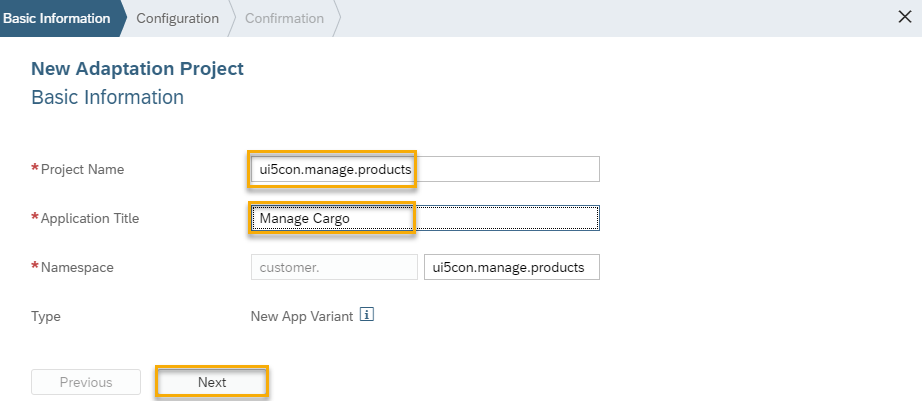 Basic Information Configuration Confirmation
New Adaptation Project
Basic Information
*Project Name ui5con.manage.products
*Application Title Manage Cargo
*Namespace customer. ui5con.manage.products
Type New App Variant i
Previous Next